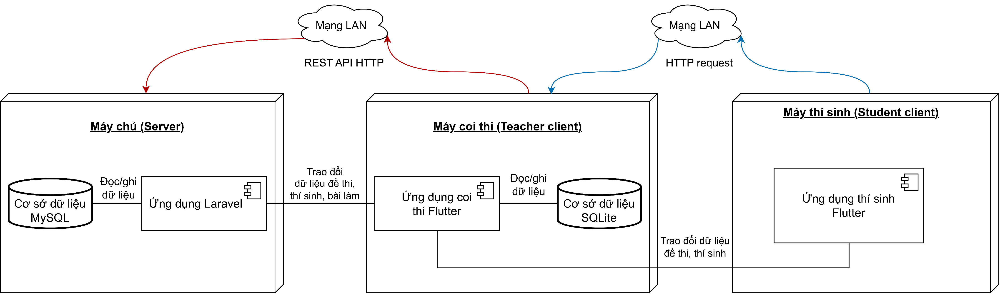 Mạng LAN
REST API HTTP
Mạng LAN
HTTP request
Máy chủ (Server)
Cơ sở dữ liệu
MySQL
Đọc/ghi
dữ liệu
Ứng dụng Laravel
Trao đổi
dữ liệu đề thi,
thí sinh, bài làm
Máy coi thi (Teacher client)
Ứng dụng coi
thi Flutter
Đọc/ghi
dữ liệu
Cơ sở dữ liệu
SQLite
Trao đổi dữ liệu
đề thi, thí sinh
Máy thí sinh (Student client)
Ứng dụng thí sinh
Flutter